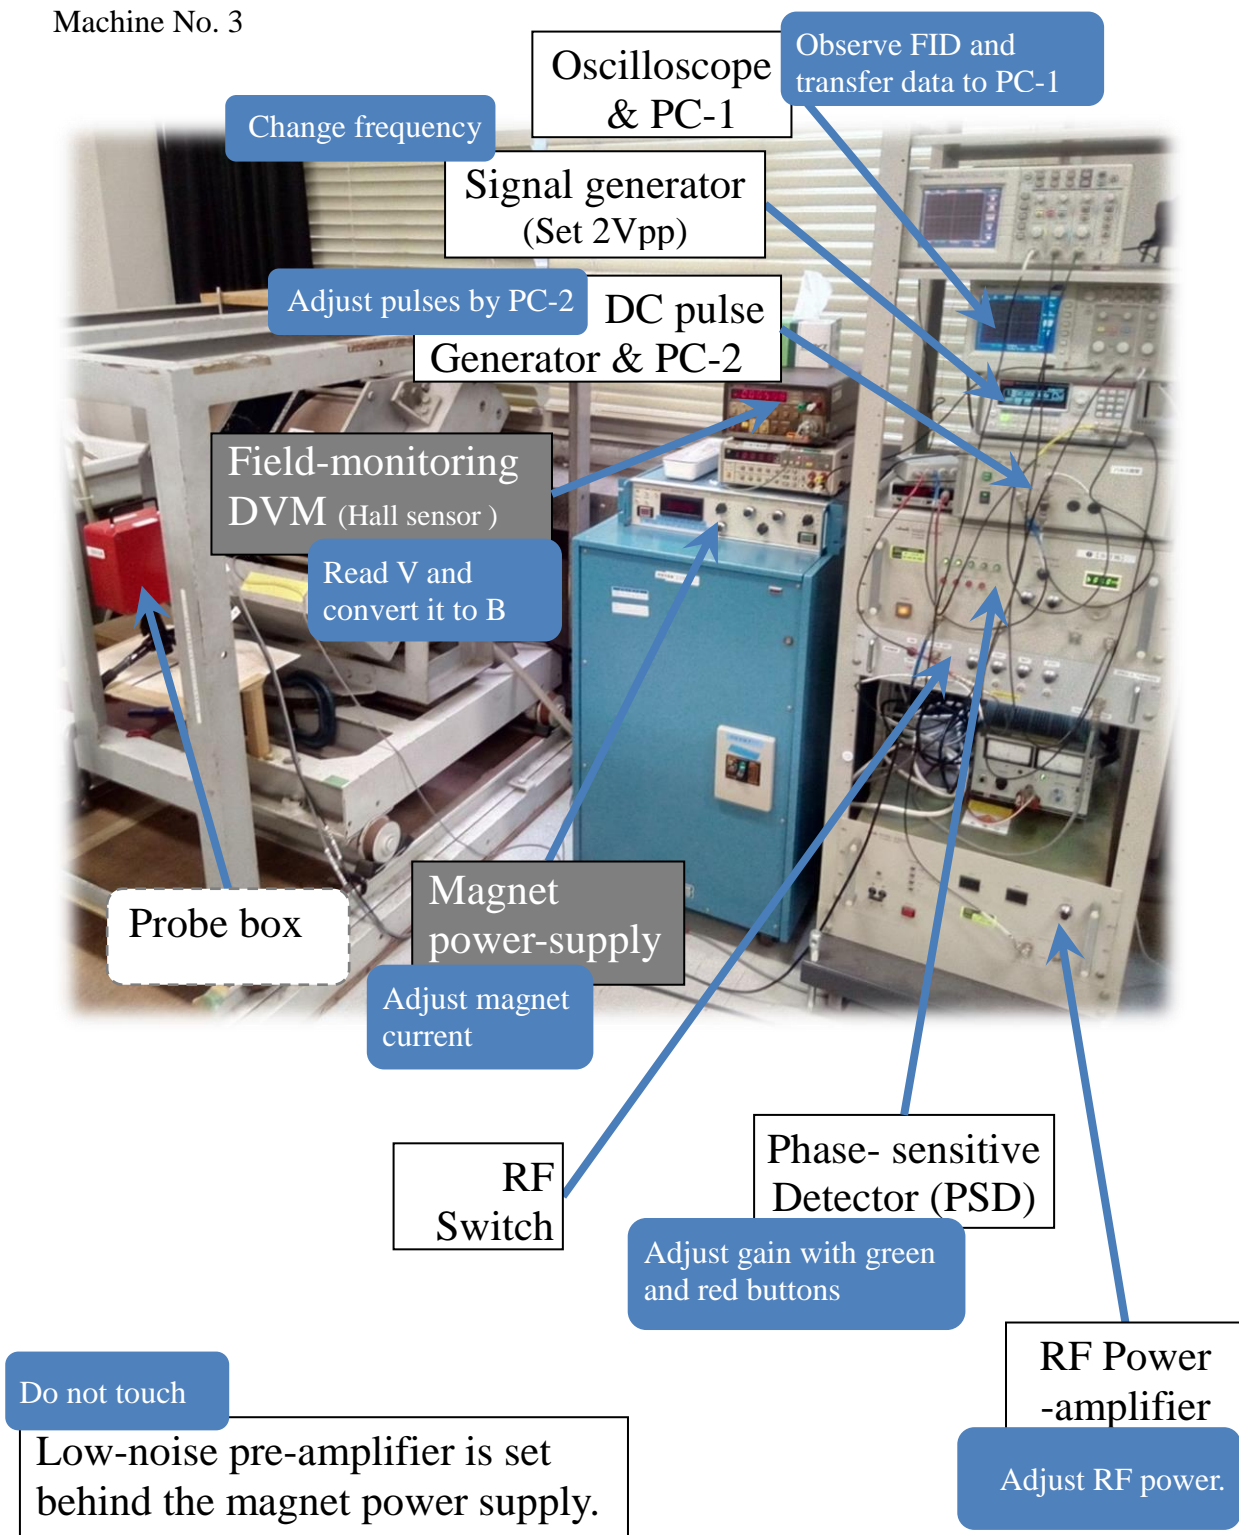 Machine No. 3
Oscilloscope
& PC-1
Observe FID and
transfer data to PC-1
Change frequency
Signal generator
(Set 2Vpp)
Adjust pulses by PC-2
DC pulse
Generator & PC-2
Field-monitoring
DVM (Hall sensor )
Read V and
convert it to B
Probe box
Magnet
power-supply
Adjust magnet
current
RF
Switch
Phase- sensitive
Detector (PSD)
Adjust gain with green
and red buttons
RF Power
-amplifier
Adjust RF power.
Do not touch
Low-noise pre-amplifier is set
behind the magnet power supply.